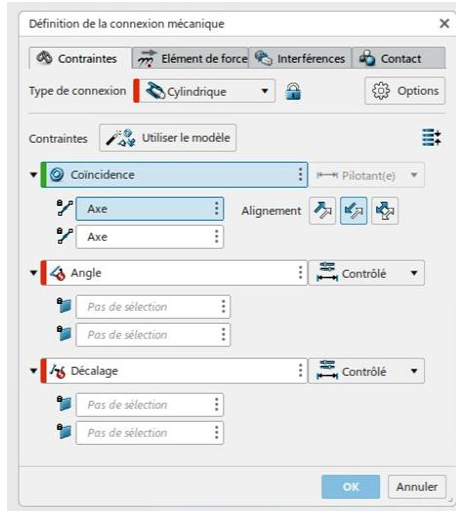 Définition de la connexion mécanique
Contraintes Elément de force Interférences Contact
Type de connexion Cylindrique Options
Contraintes Utiliser le modèle
Coïncidence Pilotant(e)
Axe Alignement
Axe
Angle Contrôlé
Pas de sélection
Pas de sélection
Décalage Contrôlé
Pas de sélection
Pas de sélection
OK Annuler